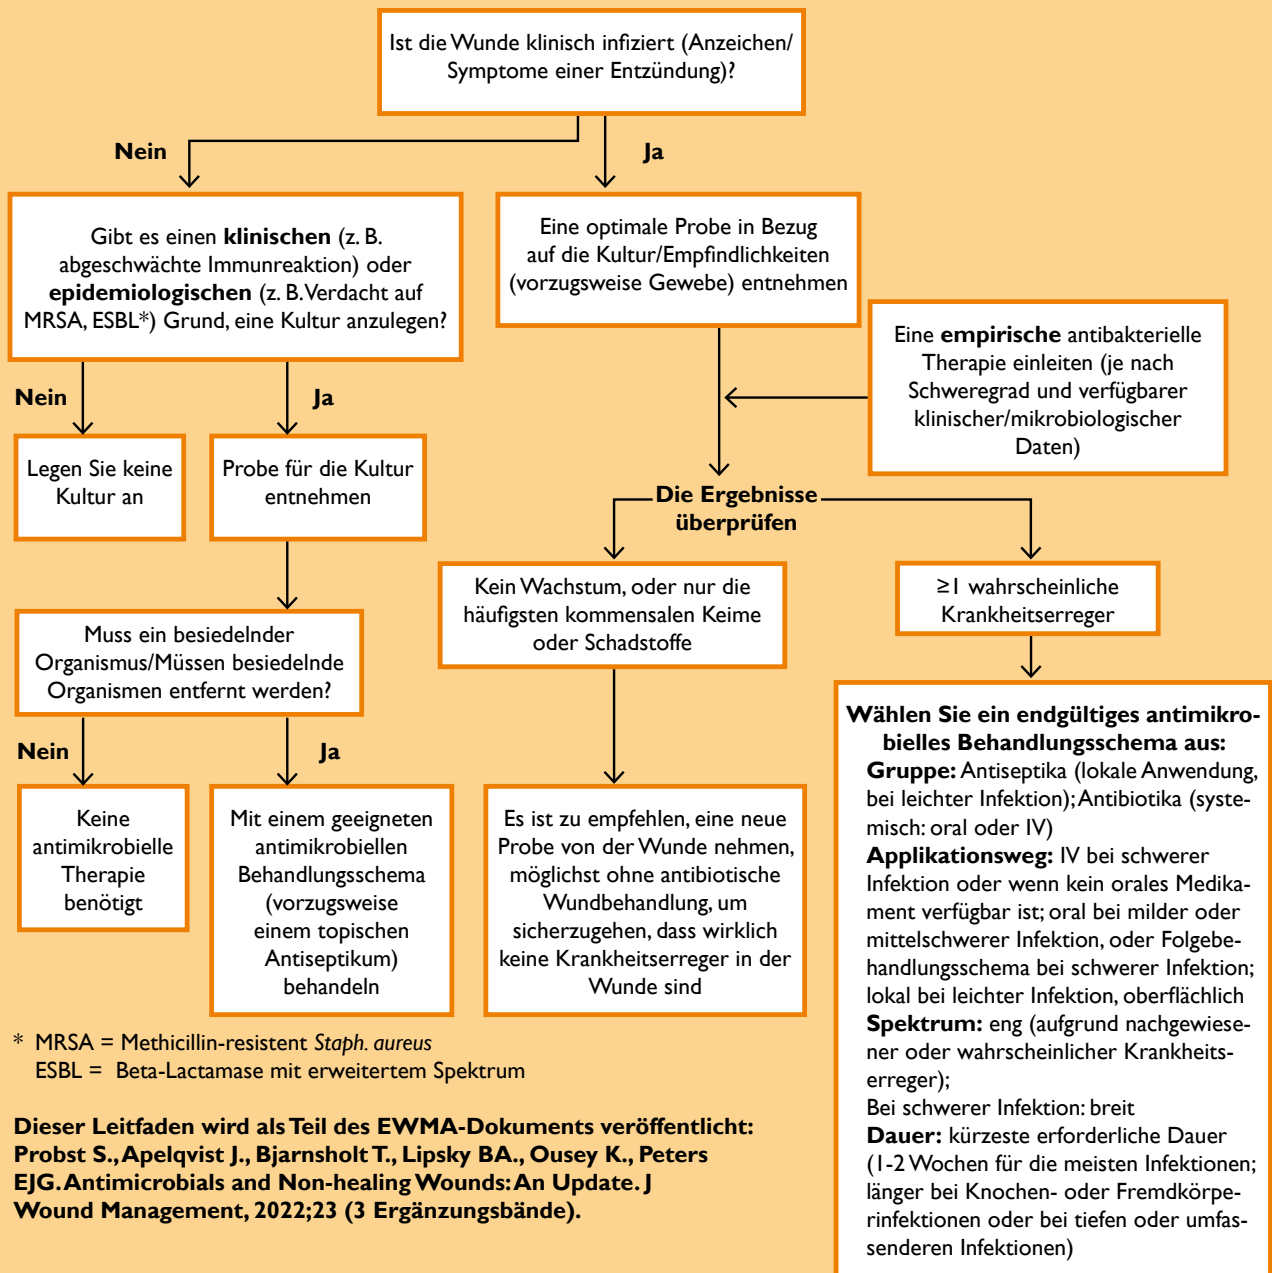 Ist die Wunde klinisch infiziert (Anzeichen/
Symptome einer Entzündung)?
Nein
Ja
Gibt es einen klinischen (z. B.
abgeschwächte Immunreaktion) oder
epidemiologischen (z. B. Verdacht auf
MRSA, ESBL*) Grund, eine Kultur anzulegen?
Eine optimale Probe in Bezug
auf die Kultur/Empfindlichkeiten
(vorzugsweise Gewebe) entnehmen
Eine empirische antibakterielle
Therapie einleiten (je nach
Schweregrad und verfügbarer
klinischer/mikrobiologischer
Daten)
Nein
Ja
Legen Sie keine
Kultur an
Probe für die Kultur
entnehmen
Die Ergebnisse
überprüfen
Kein Wachstum, oder nur die
häufigsten kommensalen Keime
oder Schadstoffe
≥1 wahrscheinliche
Krankheitserreger
Muss ein besiedelnder
Organismus/Müssen besiedelnde
Organismen entfernt werden?
Nein
Ja
Keine
antimikrobielle
Therapie
benötigt
Mit einem geeigneten
antimikrobiellen
Behandlungsschema
(vorzugsweise
einem topischen
Antiseptikum)
behandeln
Es ist zu empfehlen, eine neue
Probe von der Wunde nehmen,
möglichst ohne antibiotische
Wundbehandlung, um
sicherzugehen, dass wirklich
keine Krankheitserreger in der
Wunde sind
Wählen Sie ein endgültiges antimikro-
bielles Behandlungsschema aus:
Gruppe: Antiseptika (lokale Anwendung,
bei leichter Infektion); Antibiotika (syste-
misch: oral oder IV)
Applikationsweg: IV bei schwerer
Infektion oder wenn kein orales Medika-
ment verfügbar ist; oral bei milder oder
mittelschwerer Infektion, oder Folgebe-
handlungsschema bei schwerer Infektion;
lokal bei leichter Infektion, oberflächlich
Spektrum: eng (aufgrund nachgewiese-
ner oder wahrscheinlicher Krankheits-
erreger);
Bei schwerer Infektion: breit
Dauer: kürzeste erforderliche Dauer
(1-2 Wochen für die meisten Infektionen;
länger bei Knochen- oder Fremdkörpe-
rinfektionen oder bei tiefen oder umfas-
senderen Infektionen)
* MRSA = Methicillin-resistent Staph. aureus
ESBL = Beta-Lactamase mit erweitertem Spektrum
Dieser Leitfaden wird als Teil des EWMA-Dokuments veröffentlicht:
Probst S., Apelqvist J., Bjarnsholt T., Lipsky BA., Ousey K., Peters
EJG. Antimicrobials and Non-healing Wounds: An Update. J
Wound Management, 2022;23 (3 Ergänzungsbände).